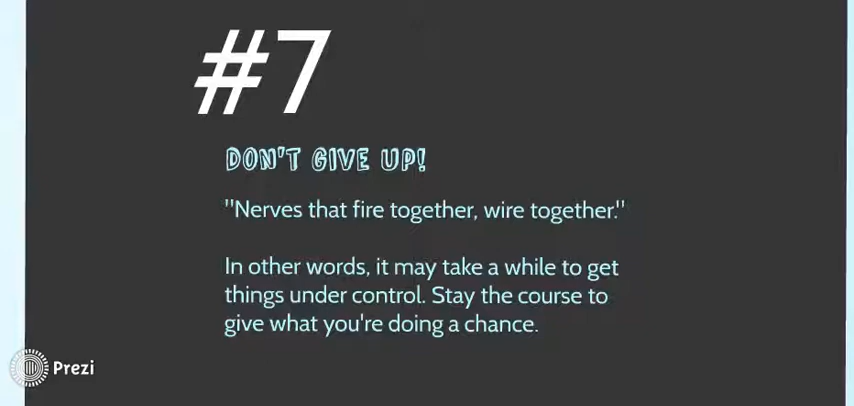 #7
DON'T GIVE UP!
"Nerves that fire together, wire together."
In other words, it may take a while to get
things under control. Stay the course to
give what you're doing a chance.
Prezi